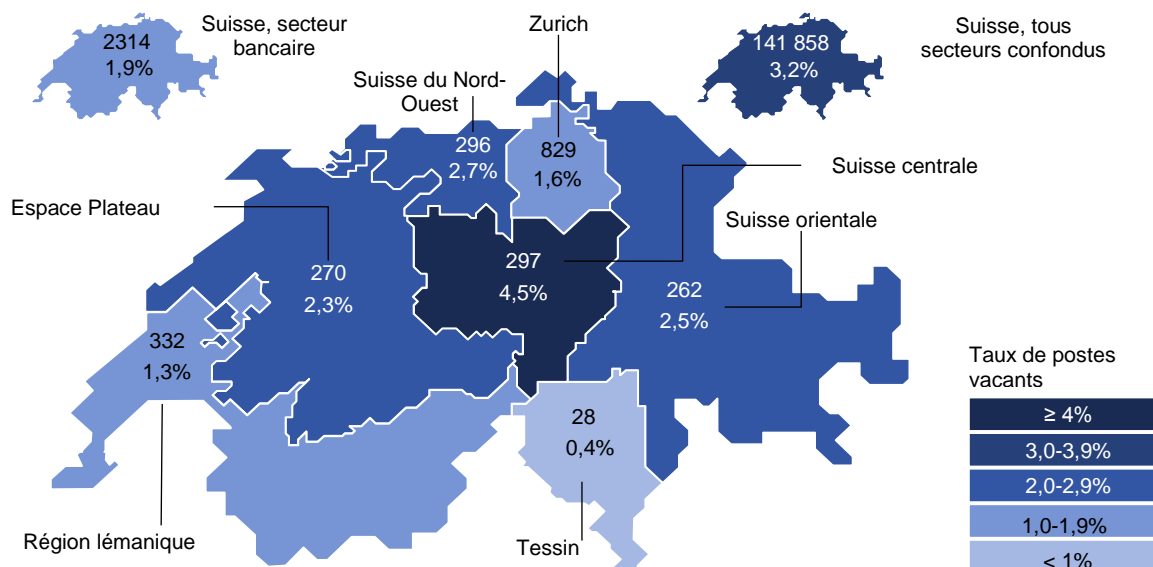 Suisse, secteur
bancaire
2314
1,9%
Zurich
141 858
3,2%
Suisse, tous
secteurs confondus
Suisse du Nord-
Ouest
296
2,7%
829
1,6%
Suisse centrale
Espace Plateau
Suisse orientale
297
4,5%
270
2,3%
262
2,5%
332
1,3%
28
0,4%
Région lémanique
Tessin
Taux de postes
vacants
≥ 4%
3,0-3,9%
2,0-2,9%
1,0-1,9%
< 1%